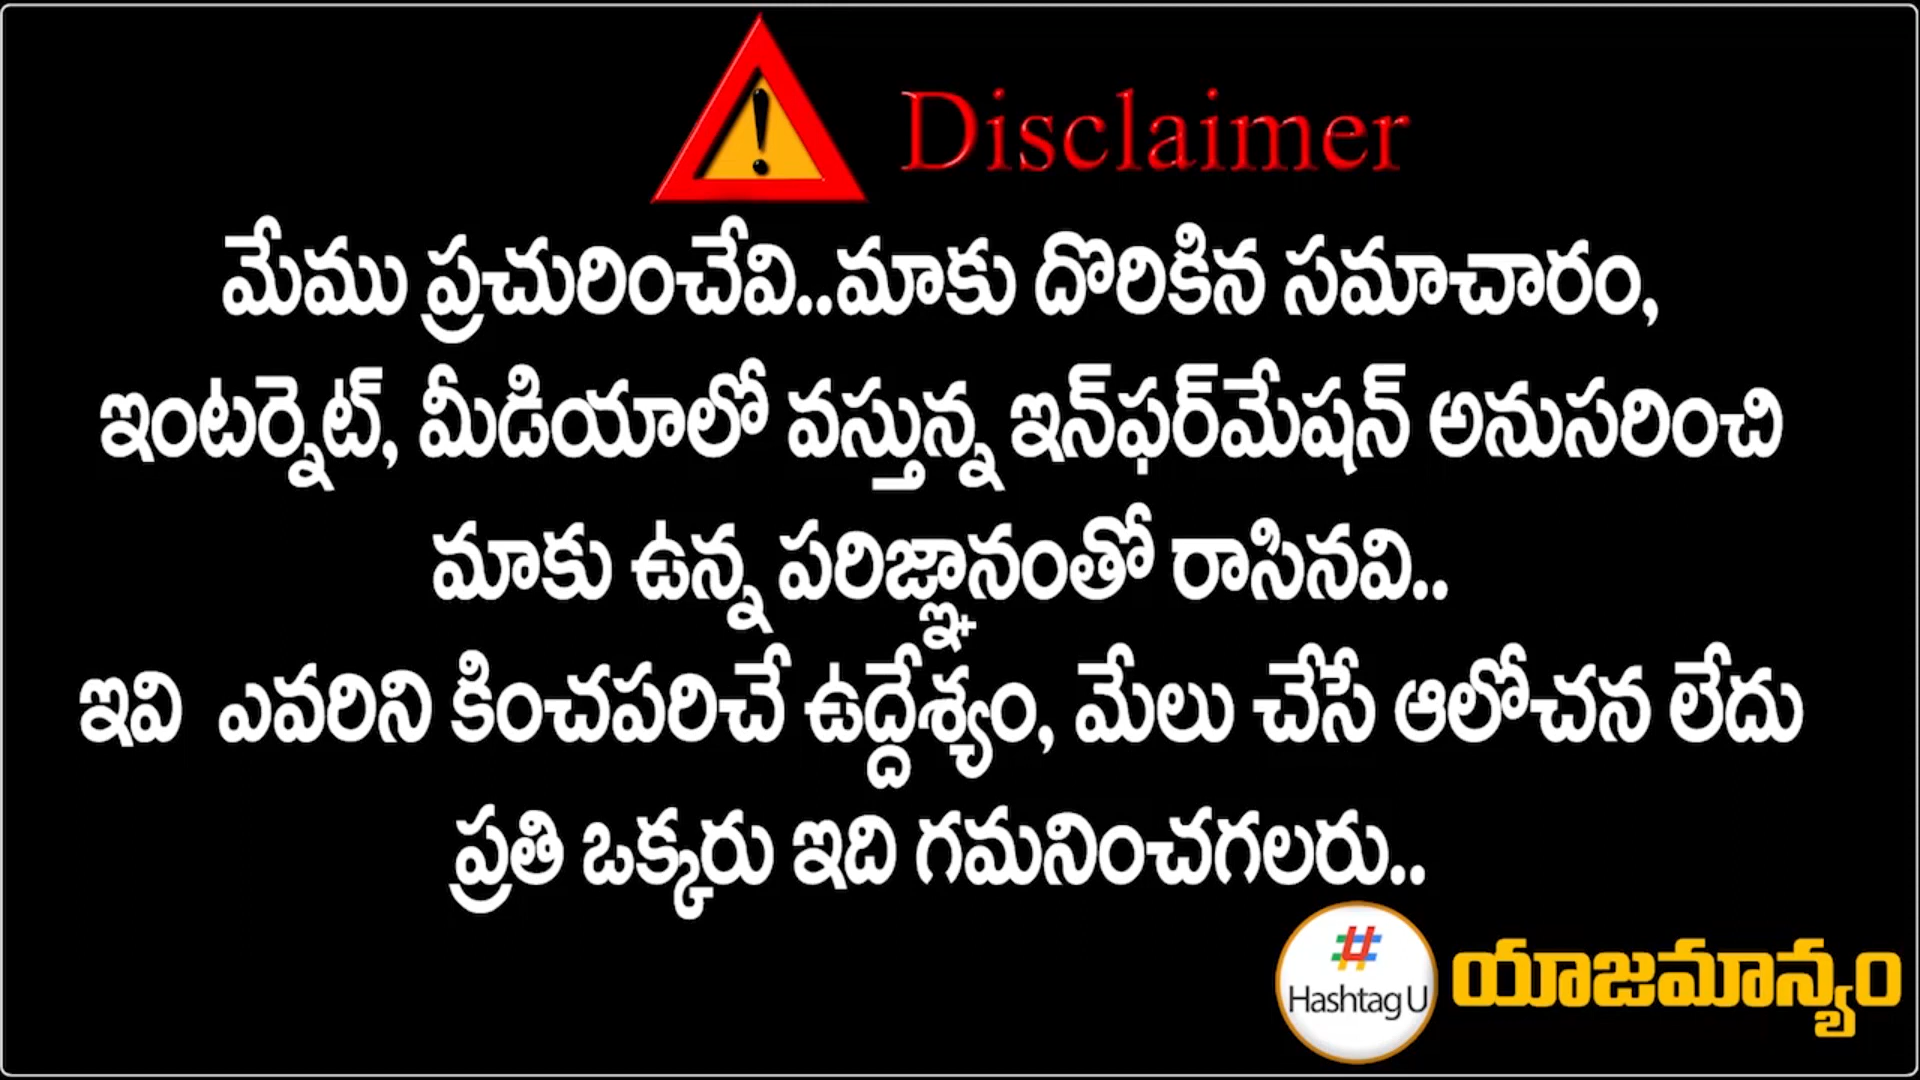 Disclaimer
మేము ప్రచురించేవి..మాకు దొరికిన సమాచారం,
ఇంటర్నెట్, మీడియాలో వస్తున్న ఇన్‌ఫర్‌మేషన్ అనుసరించి
మాకు ఉన్న పరిజ్ఞానంతో రాసినవి..
ఇవి ఎవరిని కించపరిచే ఉద్దేశ్యం, మేలు చేసే ఆలోచన లేదు
ప్రతి ఒక్కరు ఇది గమనించగలరు..
Hashtag U
యాజమాన్యం